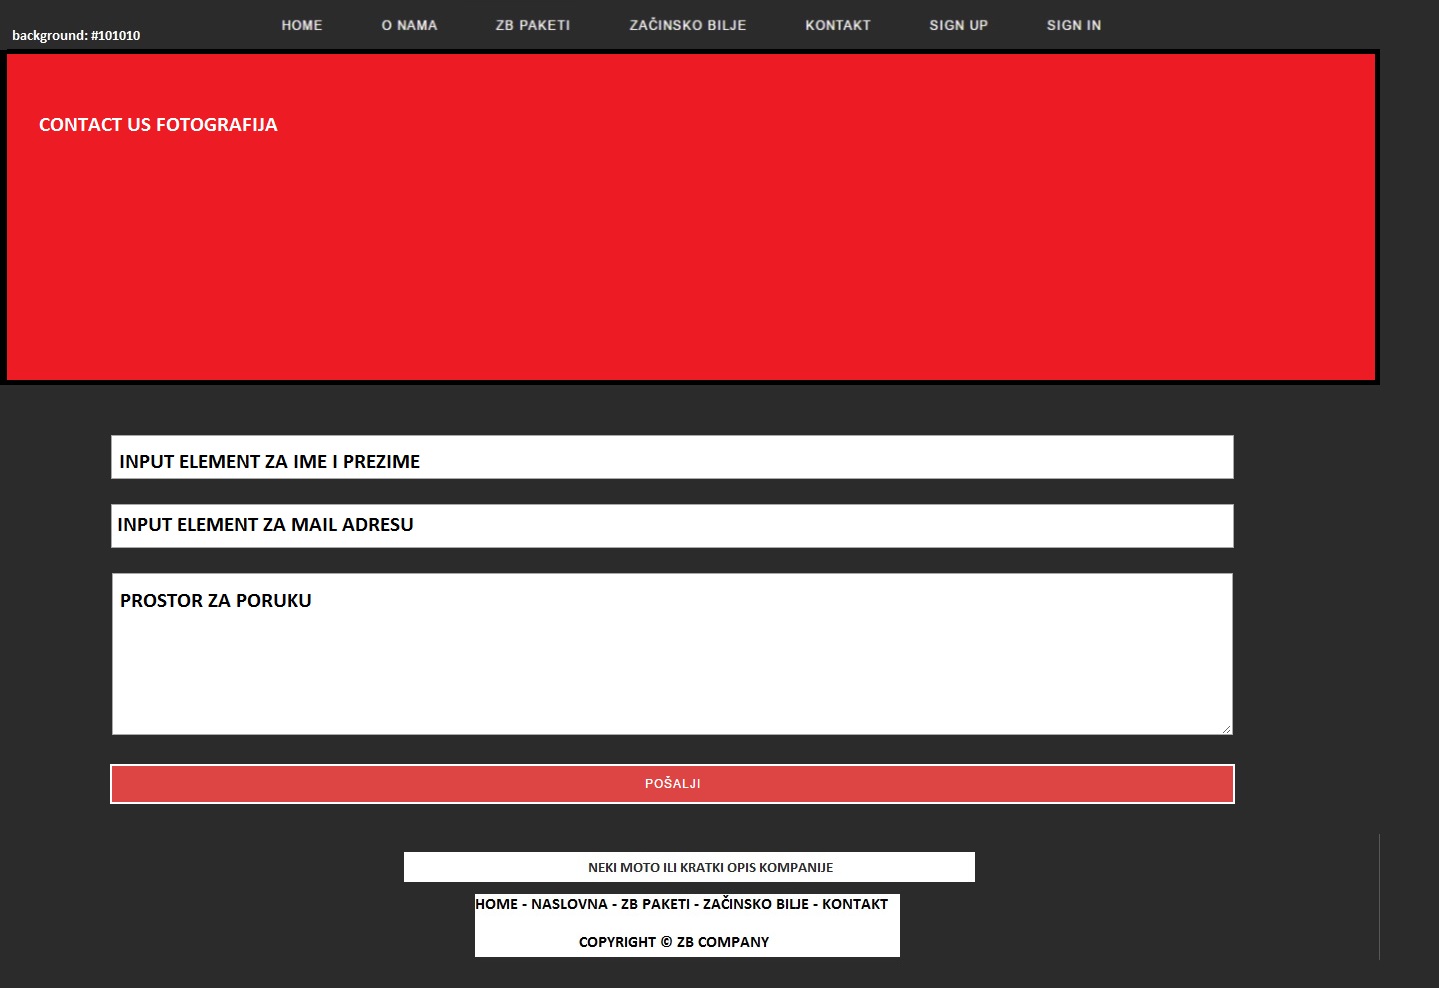 HOME O NAMA ZB PAKETI ZAČINSKO BILJE KONTAKT SIGN UP SIGN IN
background: #101010
CONTACT US FOTOGRAFIJA
INPUT ELEMENT ZA IME I PREZIME
INPUT ELEMENT ZA MAIL ADRESU
PROSTOR ZA PORUKU
POŠALJI
NEKI MOTO ILI KRATKI OPIS KOMPANIJE
HOME - NASLOVNA - ZB PAKETI - ZAČINSKO BILJE - KONTAKT
COPYRIGHT © ZB COMPANY